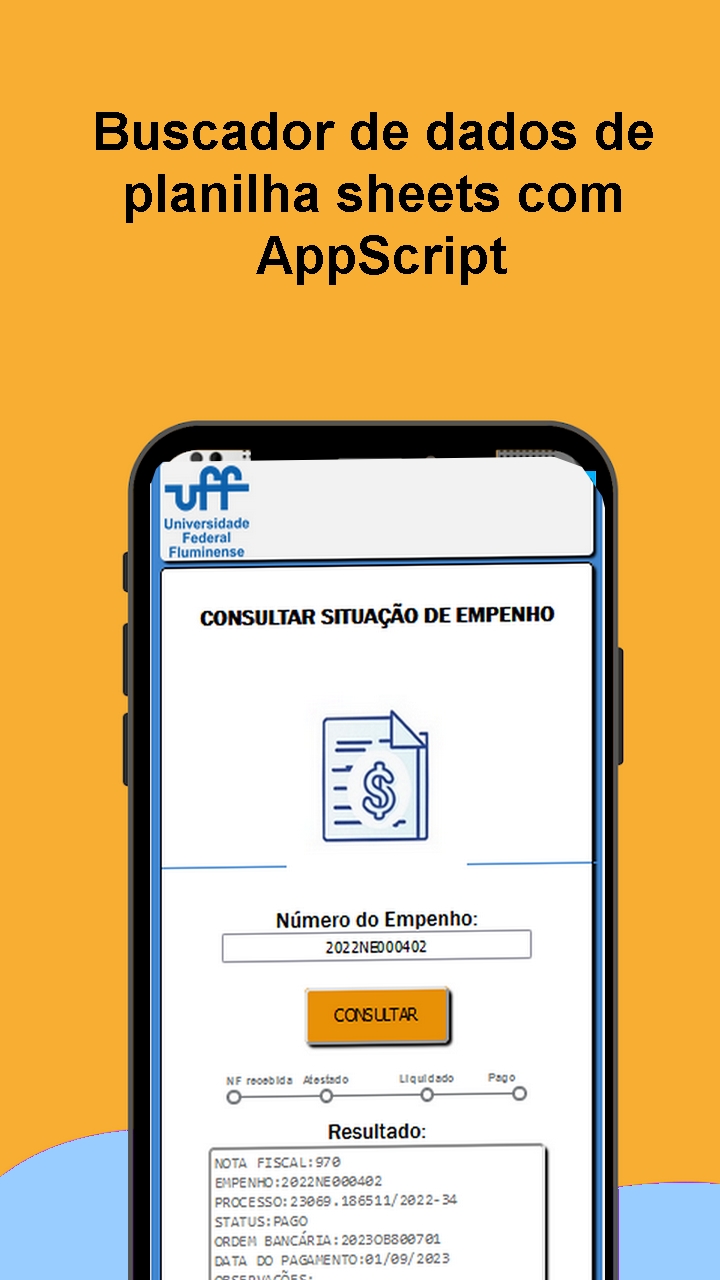 Buscador de dados de
planilha sheets com
AppScript
uff
Universidade
Federal
Fluminense
CONSULTAR SITUAÇÃO DE EMPENHO
$
Número do Empenho:
2022NE000402
CONSULTAR
NF recebida Atestado Liquidado Pago
Resultado:
NOTA FISCAL:970
EMPENHO:2022NE000402
PROCESSO:23069.186511/2022-34
STATUS:PAGO
ORDEM BANCÁRIA:2023OB800701
DATA DO PAGAMENTO:01/09/2023
OBSERVAÇÕES: